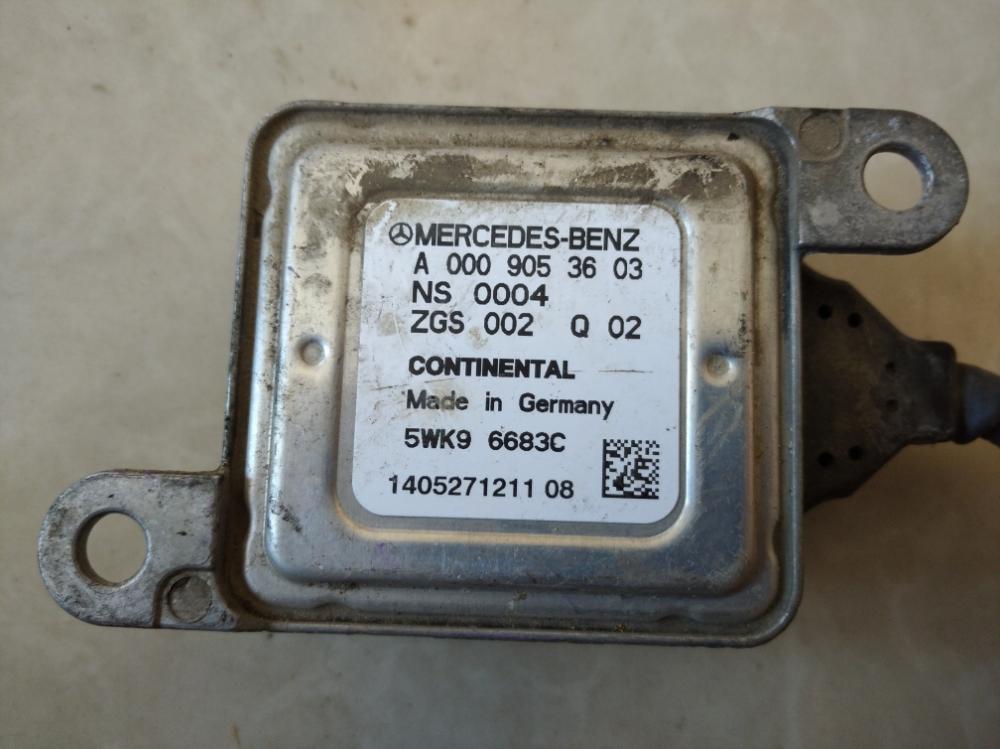 MERCEDES-BENZ
A 000 905 36 03
NS 0004
ZGS 002 Q 02
CONTINENTAL
Made in Germany
5WK9 6683C
1405271211 08